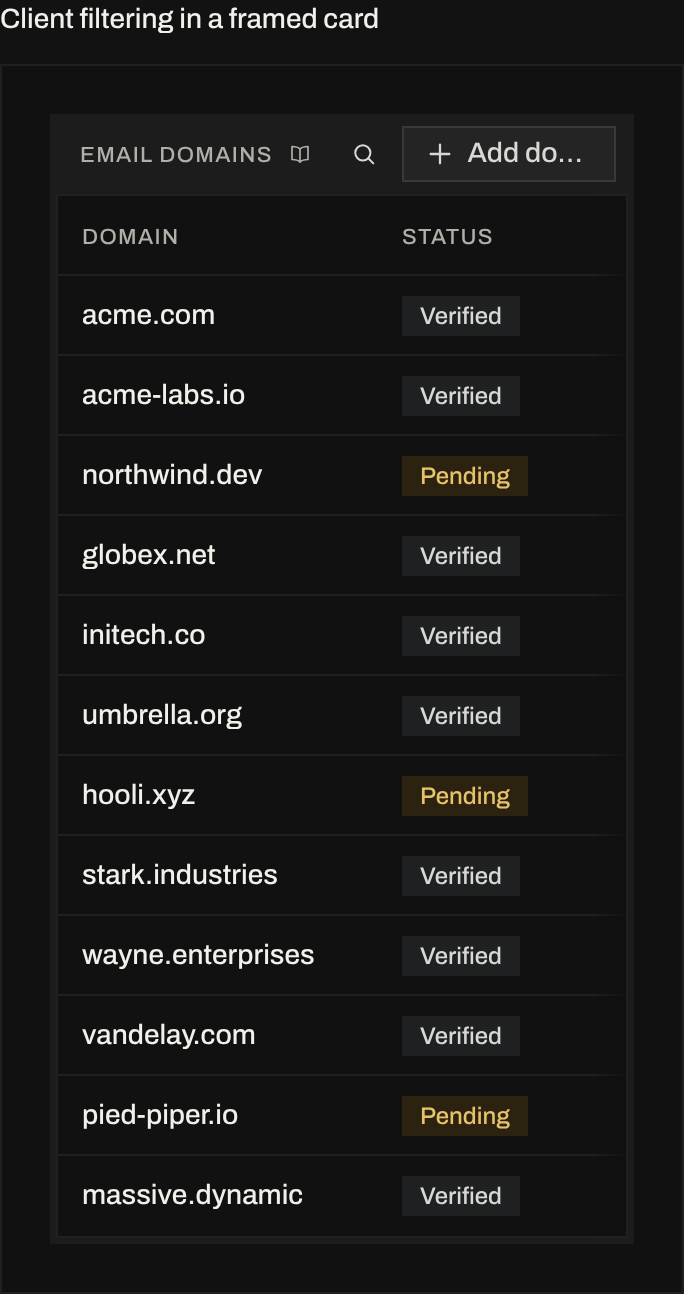 Client filtering in a framed card
EMAIL DOMAINS
Add do...
DOMAIN STATUS
acme.com Verified
acme-labs.io Verified
northwind.dev Pending
globex.net Verified
initech.co Verified
umbrella.org Verified
hooli.xyz Pending
stark.industries Verified
wayne.enterprises Verified
vandelay.com Verified
pied-piper.io Pending
massive.dynamic Verified